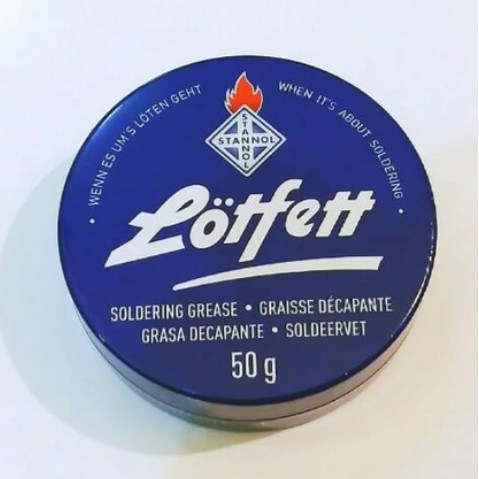 · WENN ES UM'S LÖTEN GEHT
WHEN IT'S ABOUT SOLDERING ·
STANNOL
STANNOL
Lötfett
SOLDERING GREASE • GRAISSE DÉCAPANTE
GRASA DECAPANTE • SOLDEERVET
50 g